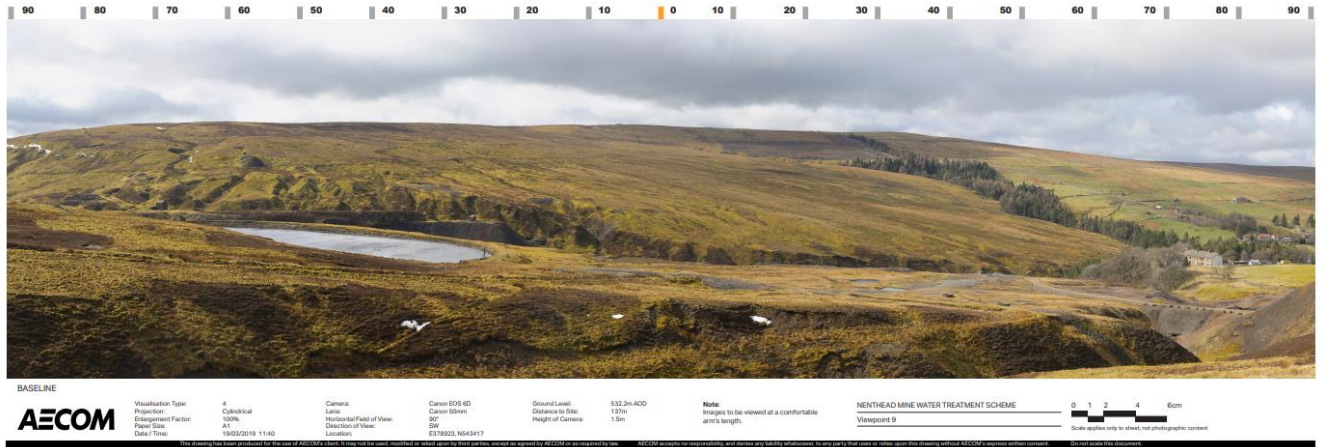 90 80 70 60 50 40 30 20 10 0 10 20 30 40 50 60 70 80 90
BASELINE
AECOM
Visualisation Type: 4
Projection: Cylindrical
Enlargement Factor: 100%
Paper Size: A1
Date / Time: 19/03/2019 11:40
Camera: Canon EOS 6D
Lens: Canon 50mm
Horizontal Field of View: 90°
Direction of View: SW
Location: E378923, N543417
Ground Level: 532.2m AOD
Distance to Site: 137m
Height of Camera: 1.5m
Note:
Images to be viewed at a comfortable
arm's length.
NENTHEAD MINE WATER TREATMENT SCHEME
Viewpoint 9
0 1 2 4 6cm
Scale applies only to sheet, not photographic content
This drawing has been produced for the use of AECOM's client. It may not be used, modified or relied upon by third parties, except as agreed by AECOM or as required by law. AECOM accepts no responsibility, and denies any liability whatsoever, to any party that uses or relies upon this drawing without AECOM's express written consent. Do not scale this document.